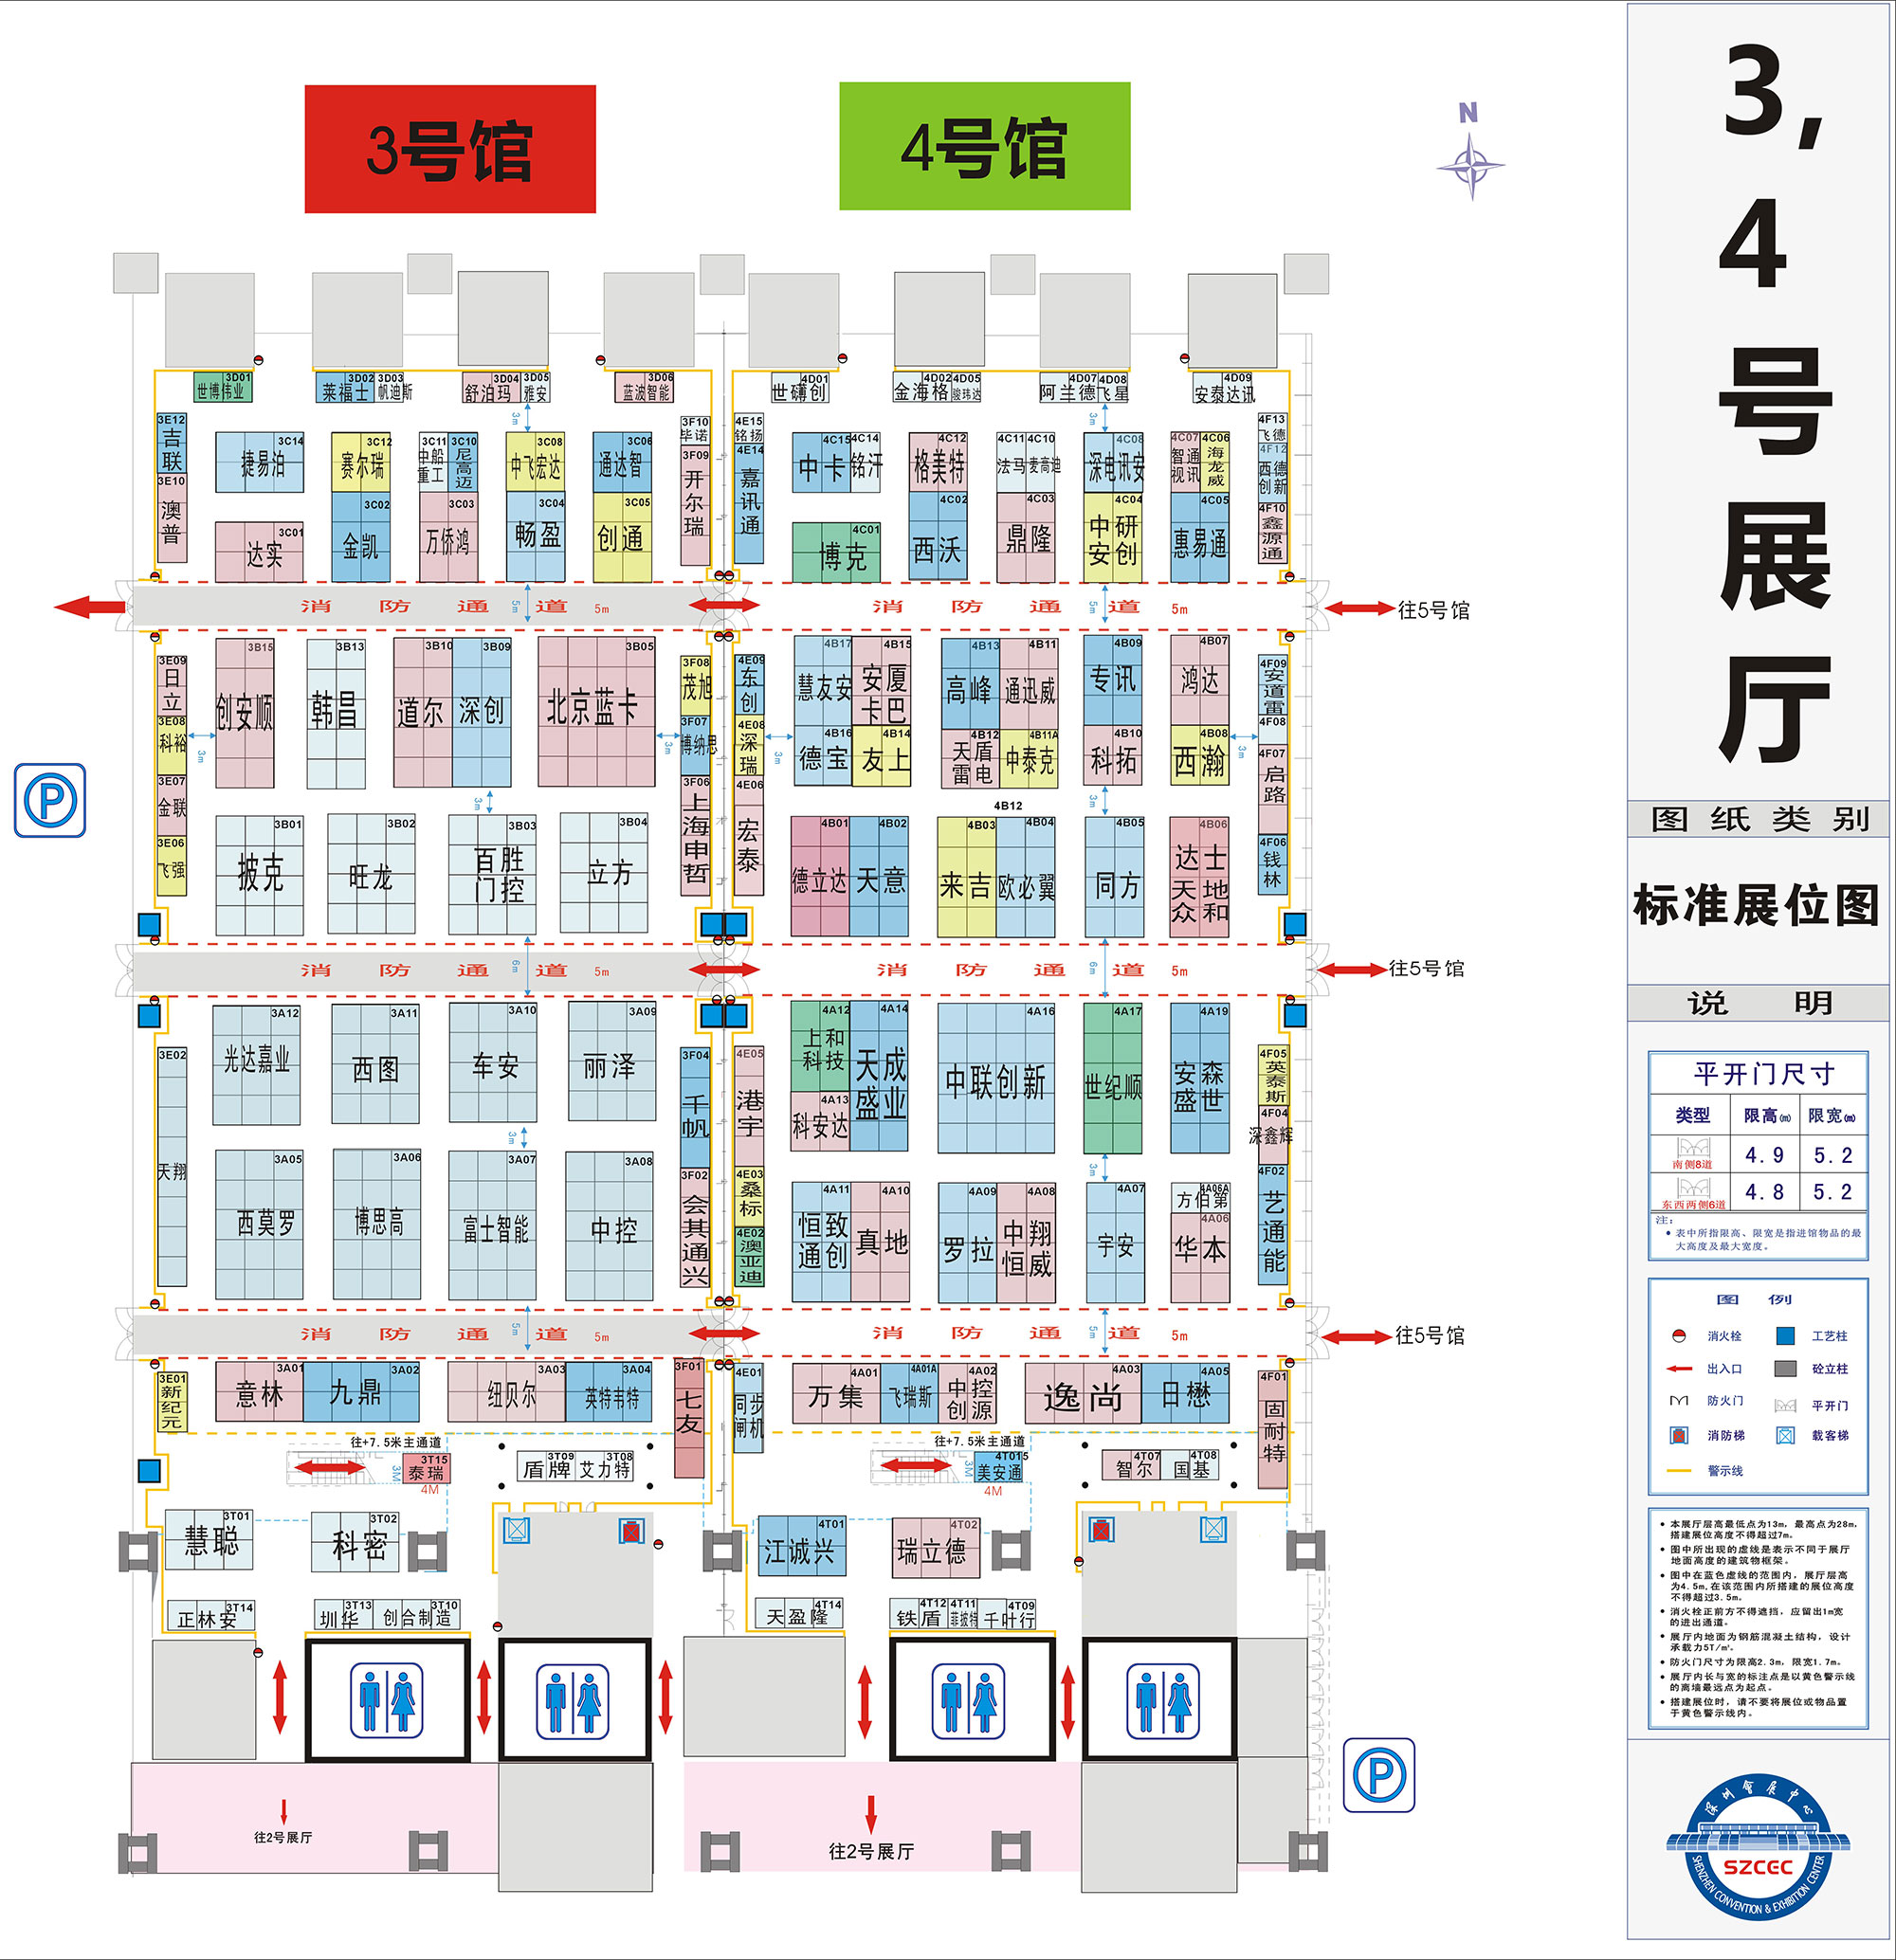 3号馆
4号馆
N
3D01
世博伟业
3D02
莱福士
3D03
帆迪斯
3D04
舒泊玛
3D05
雅安
3D06
蓝波智能
4D01
世礴创
4D02
金海格
4D05
骏玮达
4D07
阿兰德
4D08
飞星
4D09
安泰达讯
3E12
吉联
3E10
澳普
3C14
捷易泊
3C12
赛尔瑞
3C11
中船重工
3C10
尼高迈
3C08
中飞宏达
3C06
通达智
3F10
毕诺
3F09
开尔瑞
3C01
达实
3C02
金凯
3C03
万侨鸿
3C04
畅盈
3C05
创通
4E15
铭扬
4E14
嘉讯通
4C15
中卡
4C14
铭汗
4C12
格美特
4C11
法马
4C10
麦高迪
4C08
深电讯安
4C07
智通视讯
4C06
海龙威
4F13
飞德
4F12
西德创新
4F10
鑫源通
4C01
博克
4C02
西沃
4C03
鼎隆
4C04
中研安创
4C05
惠易通
3m
3m
消防通道 5m
5m
消防通道 5m
5m
往5号馆
3E09
日立
3E08
科裕
3E07
金联
3E06
飞强
3m
3B15
创安顺
3B13
韩昌
3B10
道尔
3B09
深创
3B05
北京蓝卡
3m
3F08
茂旭
3F07
博纳思
3F06
上海申哲
3m
3B01
披克
3B02
旺龙
3B03
百胜门控
3B04
立方
4E09
东创
4E08
深瑞
4E06
宏泰
3m
4B17
慧友安
4B15
安厦卡巴
4B13
高峰
4B11
通迅威
4B09
专讯
4B07
鸿达
4B16
德宝
4B14
友上
4B12
天盾雷电
4B11A
中泰克
4B10
科拓
4B08
西瀚
4B12
3m
3m
4F09
安道雷
4F08
4F07
启路
4F06
钱林
4B01
德立达
4B02
天意
4B03
来吉
4B04
欧必翼
4B05
同方
4B06
达士天地众和
消防通道 5m
6m
消防通道 5m
6m
往5号馆
3E02
天翔
3A12
光达嘉业
3A11
西图
3A10
车安
3A09
丽泽
3m
3A05
西莫罗
3A06
博思高
3A07
富士智能
3A08
中控
3F04
千帆
3F02
会其通兴
4E05
港宇
4E03
桑标
4E02
澳亚迪
4A12
上和科技
4A13
科安达
4A14
天成盛业
4A16
中联创新
4A17
世纪顺
4A19
安森盛世
3m
4A11
恒致通创
4A10
真地
4A09
罗拉
4A08
中翔恒威
4A07
宇安
4A06A
方伯第
4A06
华本
4F05
英泰斯
4F04
深鑫辉
4F02
艺通能
消防通道 5m
5m
消防通道 5m
5m
往5号馆
3E01
新纪元
3A01
意林
3A02
九鼎
3A03
纽贝尔
3A04
英特韦特
3F01
七友
4E01
同步闸机
4A01
万集
4A01A
飞瑞斯
4A02
中控创源
4A03
逸尚
4A05
日懋
4F01
固耐特
往+7.5米主通道
3M
3T15
泰瑞
4M
3T09
盾牌
3T08
艾力特
往+7.5米主通道
3M
4T015
美安通
4M
4T07
智尔
4T08
国基
3T01
慧聪
3T02
科密
4T01
江诚兴
4T02
瑞立德
3T14
正林安
3T13
圳华
3T10
创合制造
4T14
天盈隆
4T12
铁盾
4T11
菲披特
4T09
千叶行
P
P
往2号展厅
往2号展厅
3,
4
号
展
厅
图纸类别
标准展位图
说 明
平开门尺寸
类型 限高(m) 限宽(m)
南侧8道 4.9 5.2
东西两侧6道 4.8 5.2
注:
• 表中所指限高、限宽是指进馆物品的最
大高度及最大宽度。
图 例
消火栓 工艺柱
出入口 砼立柱
防火门 平开门
消防梯 载客梯
警示线
• 本展厅层高最低点为13m,最高点为28m,
搭建展位高度不得超过7m。
• 图中所出现的虚线是表示不同于展厅
地面高度的建筑物框架。
• 图中在蓝色虚线的范围内,展厅层高
为4.5m,在该范围内所搭建的展位高度
不得超过3.5m。
• 消火栓正前方不得遮挡,应留出1m宽
的进出通道。
• 展厅内地面为钢筋混凝土结构,设计
承载力5T/m²。
• 防火门尺寸为限高2.3m,限宽1.7m。
• 展厅内长与宽的标注点是以黄色警示线
的离墙最远点为起点。
• 搭建展位时,请不要将展位或物品置
于黄色警示线内。
深圳会展中心
SZCEC
SHENZHEN CONVENTION & EXHIBITION CENTER